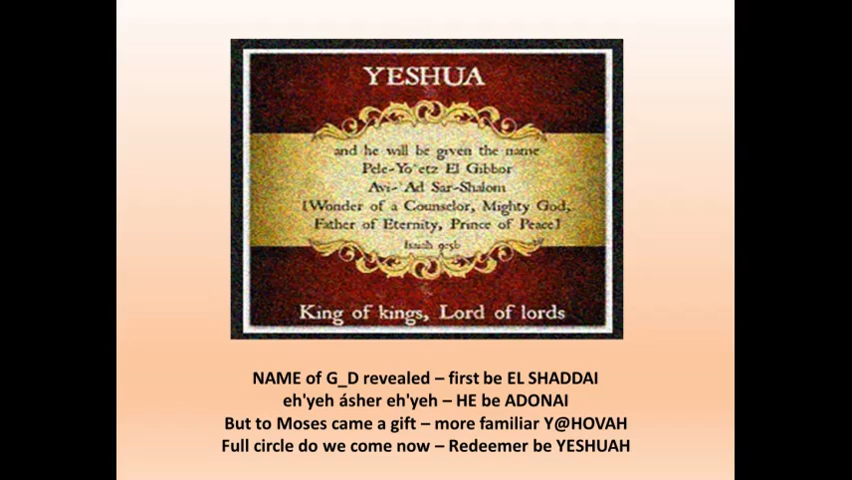 YESHUA
and he will be given the name
Pele-Yo'etz El Gibbor
Avi-'Ad Sar-Shalom
[Wonder of a Counselor, Mighty God,
Father of Eternity, Prince of Peace]
Isaiah
King of kings, Lord of lords
NAME of G_D revealed – first be EL SHADDAI
eh'yeh ásher eh'yeh – HE be ADONAI
But to Moses came a gift – more familiar Y@HOVAH
Full circle do we come now – Redeemer be YESHUAH